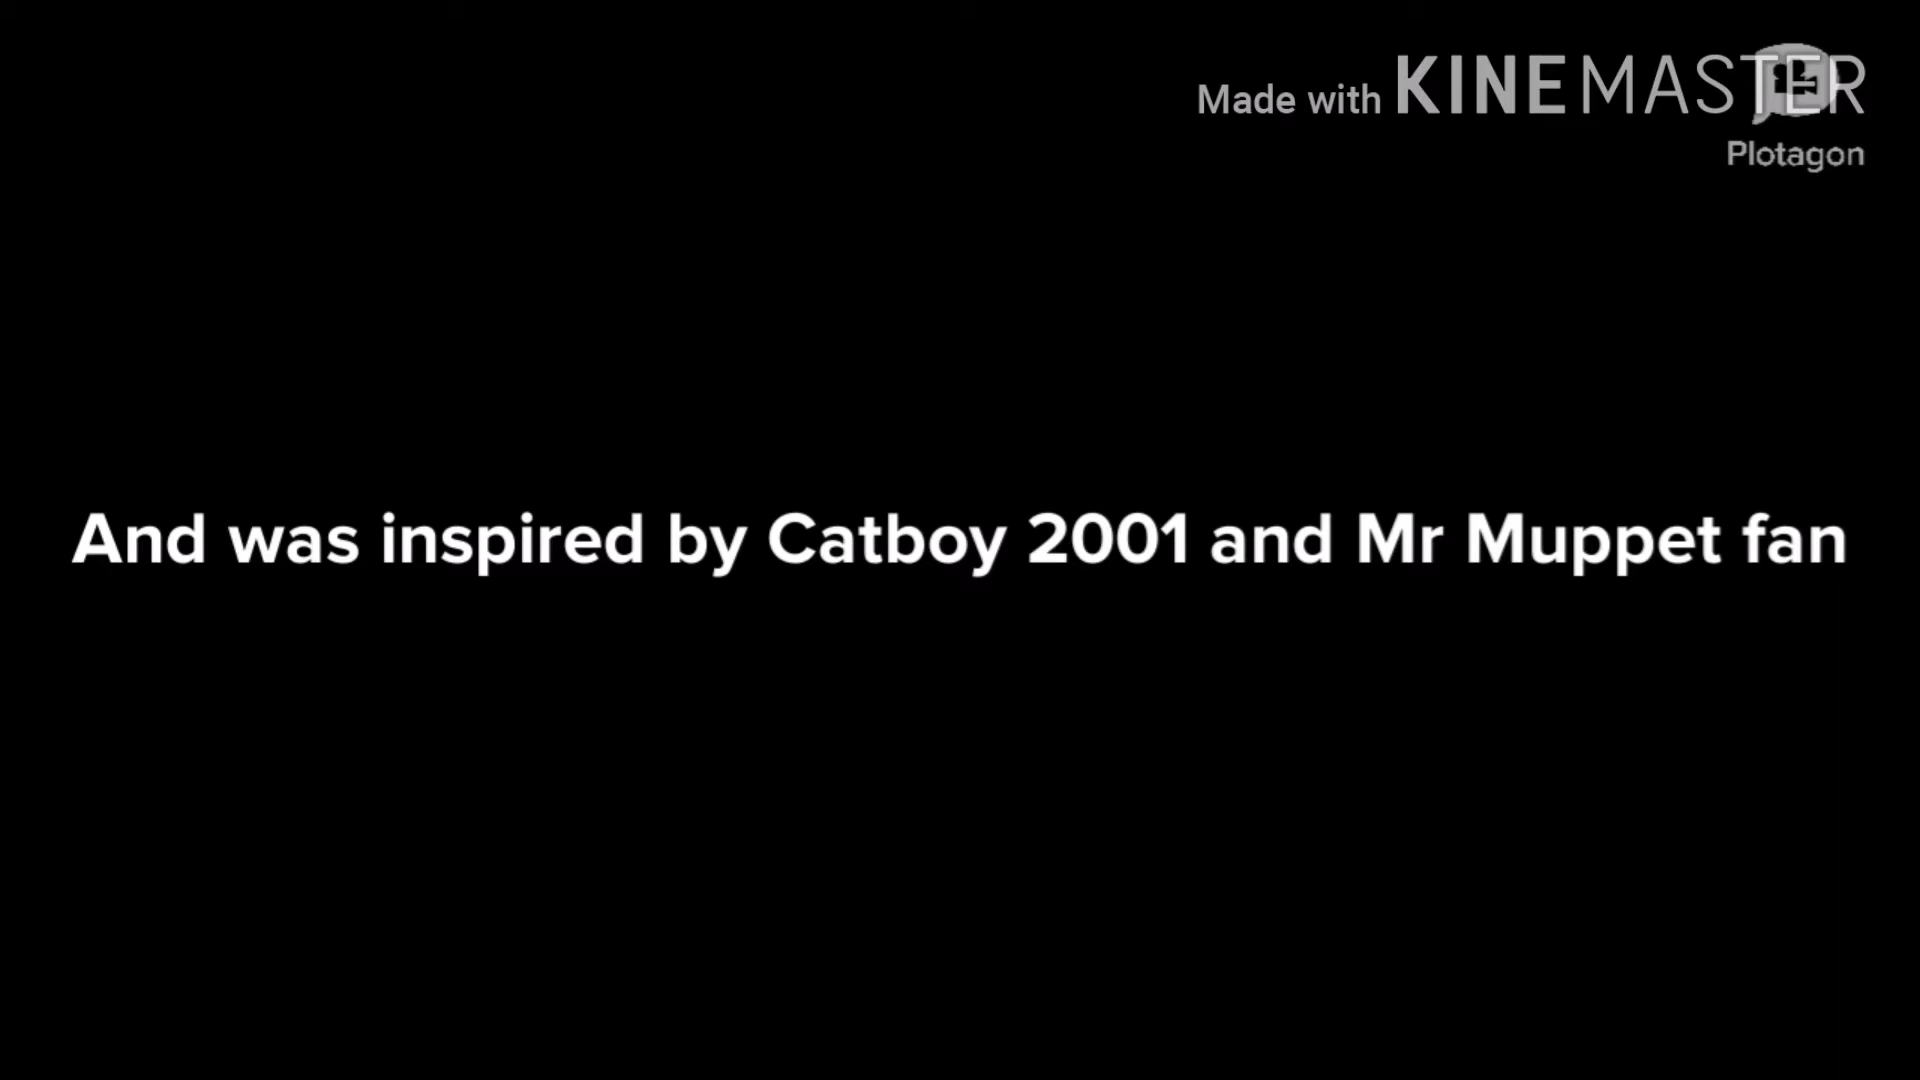 Made with KINEMASTER
Plotagon
And was inspired by Catboy 2001 and Mr Muppet fan